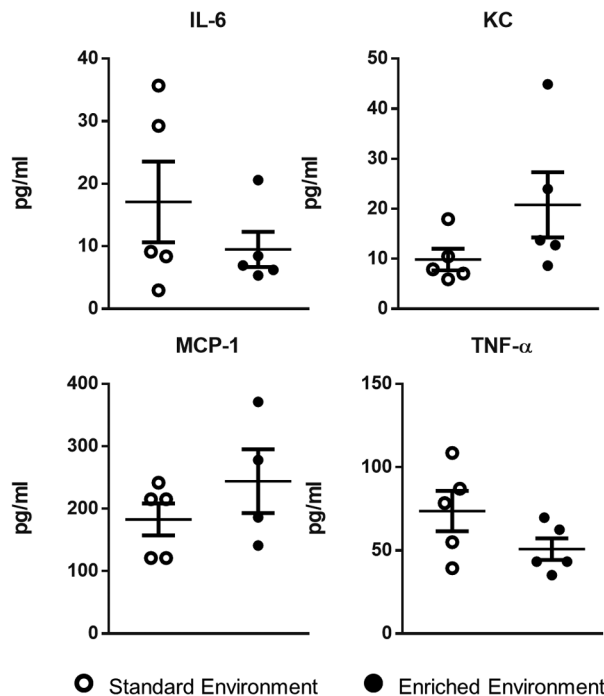 IL-6
pg/ml
40
30
20
10
0
KC
pg/ml
50
40
30
20
10
0
MCP-1
pg/ml
400
300
200
100
0
TNF-α
pg/ml
150
100
50
0
Standard Environment
Enriched Environment